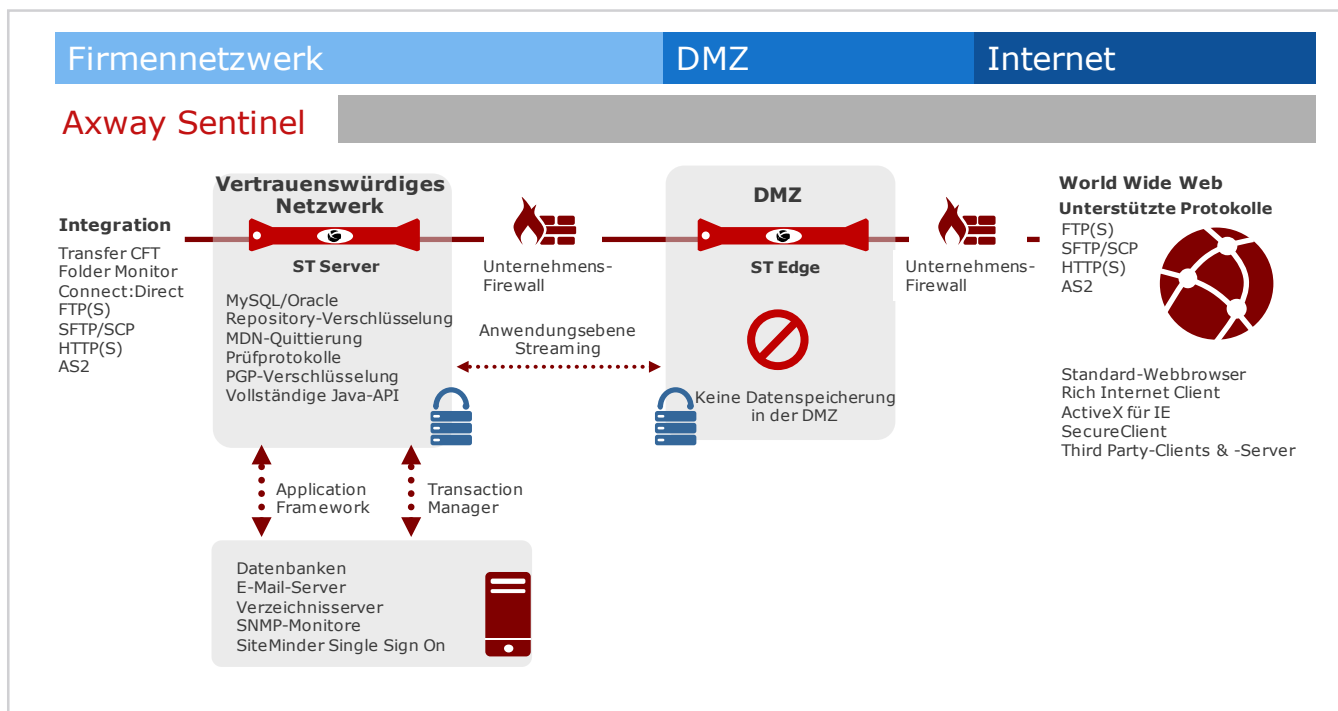 Firmennetzwerk
DMZ
Internet
Axway Sentinel
Integration
Transfer CFT
Folder Monitor
Connect:Direct
FTP(S)
SFTP/SCP
HTTP(S)
AS2
Vertrauenswürdiges
Netzwerk
ST Server
MySQL/Oracle
Repository-Verschlüsselung
MDN-Quittierung
Prüfprotokolle
PGP-Verschlüsselung
Vollständige Java-API
Unternehmens-
Firewall
Anwendungsebene
Streaming
DMZ
ST Edge
Keine Datenspeicherung
in der DMZ
Unternehmens-
Firewall
World Wide Web
Unterstützte Protokolle
FTP(S)
SFTP/SCP
HTTP(S)
AS2
Standard-Webbrowser
Rich Internet Client
ActiveX für IE
SecureClient
Third Party-Clients & -Server
Application
Framework
Transaction
Manager
Datenbanken
E-Mail-Server
Verzeichnisserver
SNMP-Monitore
SiteMinder Single Sign On